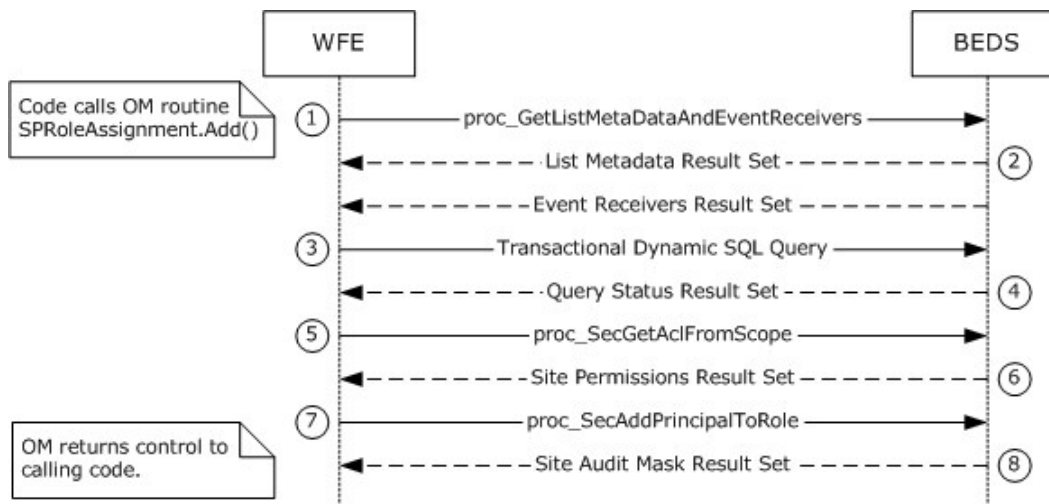 WFE
BEDS
Code calls OM routine
SPRoleAssignment.Add()
1
proc_GetListMetaDataAndEventReceivers
List Metadata Result Set
2
Event Receivers Result Set
3
Transactional Dynamic SQL Query
Query Status Result Set
4
5
proc_SecGetAclFromScope
Site Permissions Result Set
6
7
proc_SecAddPrincipalToRole
OM returns control to
calling code.
Site Audit Mask Result Set
8